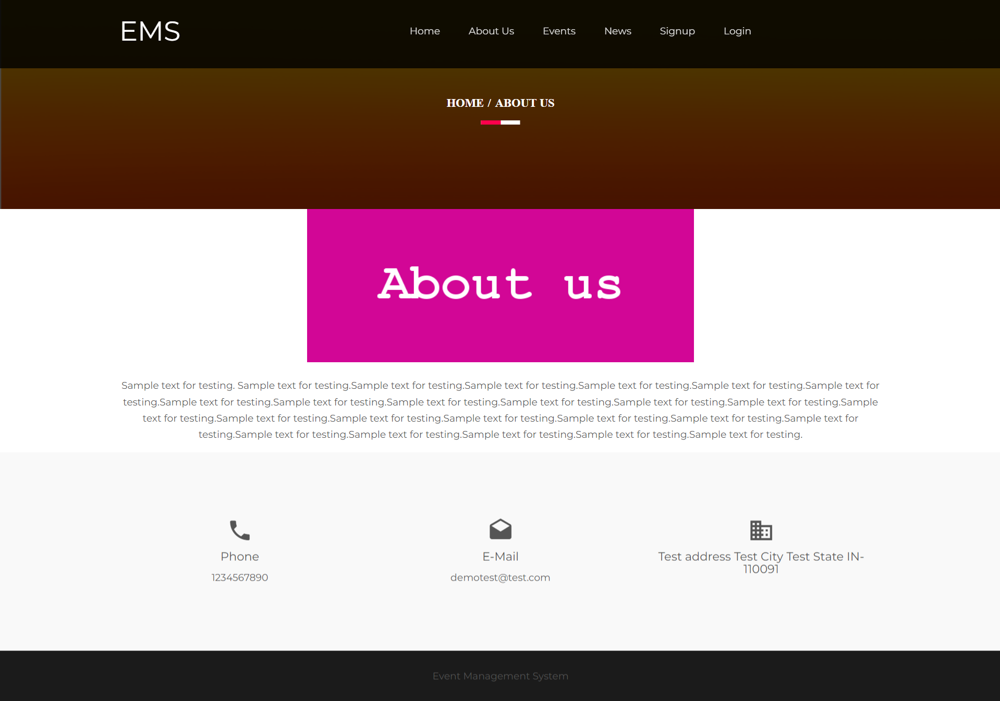 EMS
Home About Us Events News Signup Login
HOME / ABOUT US
About us
Sample text for testing. Sample text for testing.Sample text for testing.Sample text for testing.Sample text for testing.Sample text for testing.Sample text for
testing.Sample text for testing.Sample text for testing.Sample text for testing.Sample text for testing.Sample text for testing.Sample text for testing.Sample
text for testing.Sample text for testing.Sample text for testing.Sample text for testing.Sample text for testing.Sample text for testing.Sample text for
testing.Sample text for testing.Sample text for testing.Sample text for testing.Sample text for testing.Sample text for testing.
Phone
1234567890
E-Mail
demotest@test.com
Test address Test City Test State IN-
110091
Event Management System